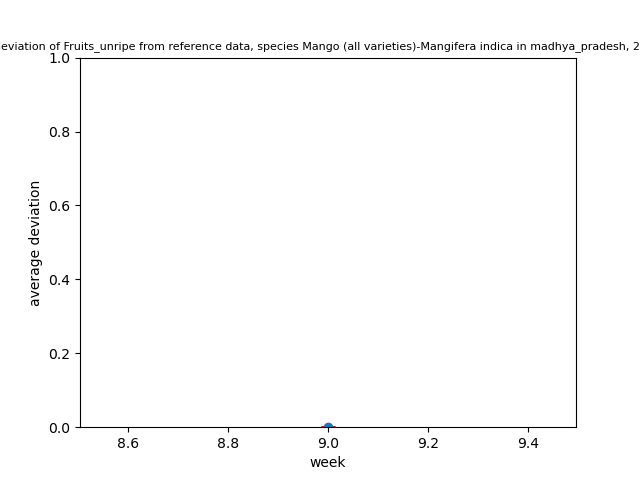 eviation of Fruits_unripe from reference data, species Mango (all varieties)-Mangifera indica in madhya_pradesh, 2
1.0
0.8
0.6
0.4
0.2
0.0
average deviation
8.6 8.8 9.0 9.2 9.4
week